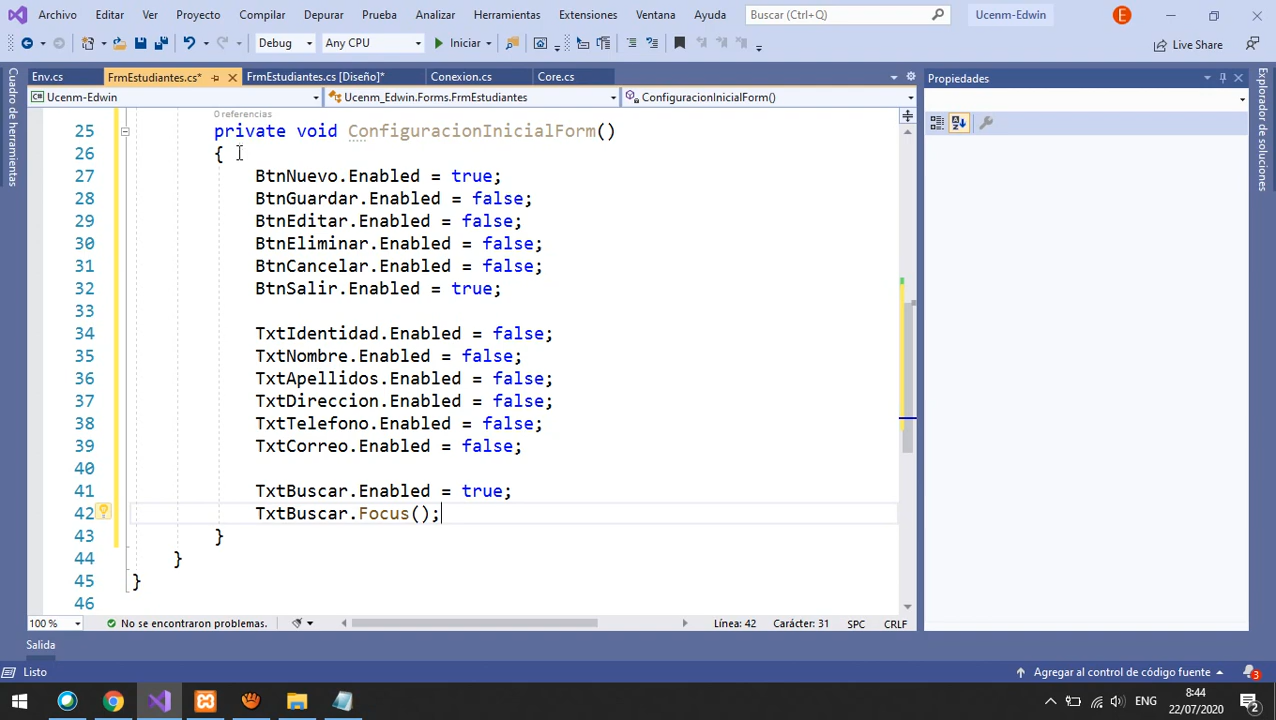 Archivo Editar Ver Proyecto Compilar Depurar Prueba Analizar Herramientas Extensiones Ventana Ayuda Buscar (Ctrl+Q) Ucenm-Edwin E
Debug Any CPU Iniciar Live Share
Env.cs FrmEstudiantes.cs* FrmEstudiantes.cs [Diseño]* Conexion.cs Core.cs Propiedades
Ucenm-Edwin Ucenm_Edwin.Forms.FrmEstudiantes ConfiguracionInicialForm()
Cuadro de herramientas
Explorador de soluciones
0 referencias
25 private void ConfiguracionInicialForm()
26 {
27 BtnNuevo.Enabled = true;
28 BtnGuardar.Enabled = false;
29 BtnEditar.Enabled = false;
30 BtnEliminar.Enabled = false;
31 BtnCancelar.Enabled = false;
32 BtnSalir.Enabled = true;
33
34 TxtIdentidad.Enabled = false;
35 TxtNombre.Enabled = false;
36 TxtApellidos.Enabled = false;
37 TxtDireccion.Enabled = false;
38 TxtTelefono.Enabled = false;
39 TxtCorreo.Enabled = false;
40
41 TxtBuscar.Enabled = true;
42 TxtBuscar.Focus();
43 }
44 }
45 }
46
100 % No se encontraron problemas. Línea: 42 Carácter: 31 SPC CRLF
Salida
Listo Agregar al control de código fuente 3
ENG 8:44 22/07/2020 2